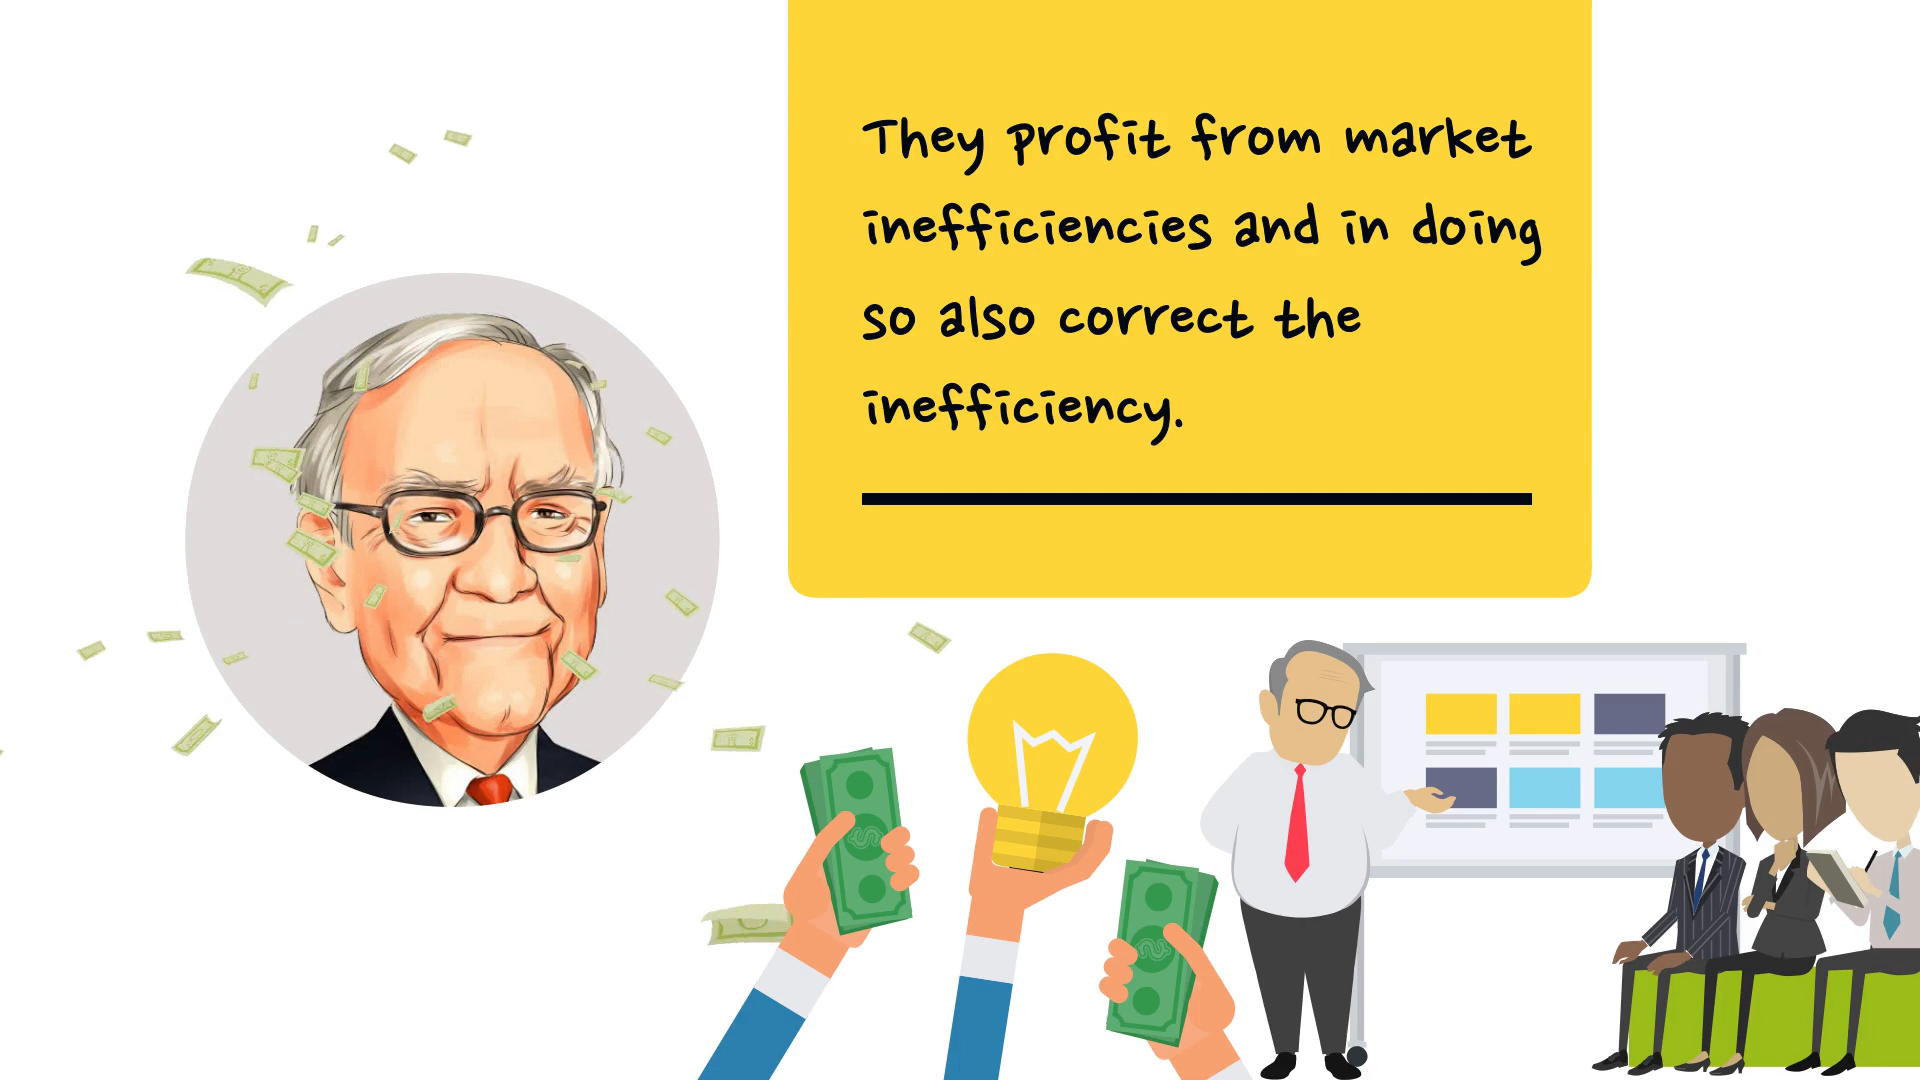 They profit from market
inefficiencies and in doing
so also correct the
inefficiency.